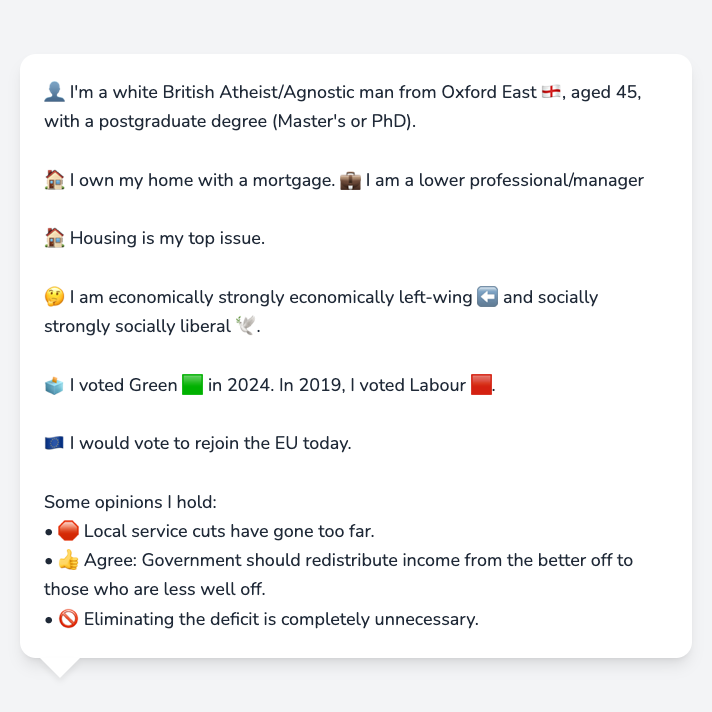 👤 I'm a white British Atheist/Agnostic man from Oxford East 🏴󠁧󠁢󠁥󠁮󠁧󠁿, aged 45,
with a postgraduate degree (Master's or PhD).
🏠 I own my home with a mortgage. 💼 I am a lower professional/manager
🏠 Housing is my top issue.
🤔 I am economically strongly economically left-wing ⬅️ and socially
strongly socially liberal 🕊️.
🗳️ I voted Green 🟩 in 2024. In 2019, I voted Labour 🟥.
🇪🇺 I would vote to rejoin the EU today.
Some opinions I hold:
• 🛑 Local service cuts have gone too far.
• 👍 Agree: Government should redistribute income from the better off to
those who are less well off.
• 🚫 Eliminating the deficit is completely unnecessary.